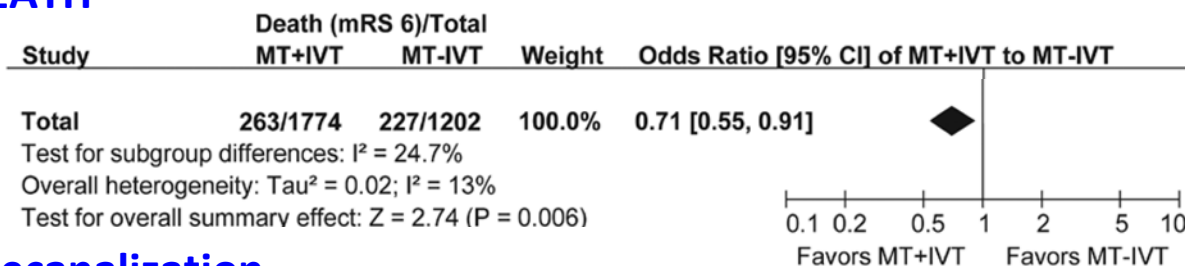 Death (mRS 6)/Total
Study MT+IVT MT-IVT Weight Odds Ratio [95% CI] of MT+IVT to MT-IVT
Total 263/1774 227/1202 100.0% 0.71 [0.55, 0.91]
Test for subgroup differences: I² = 24.7%
Overall heterogeneity: Tau² = 0.02; I² = 13%
Test for overall summary effect: Z = 2.74 (P = 0.006)
0.1 0.2 0.5 1 2 5 10
Favors MT+IVT Favors MT-IVT